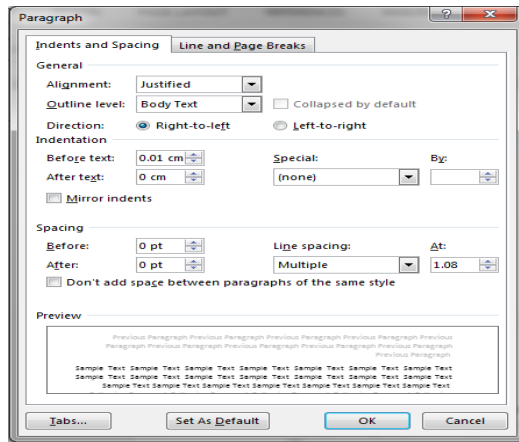 Paragraph
Indents and Spacing Line and Page Breaks
General
Alignment: Justified
Outline level: Body Text Collapsed by default
Direction: Right-to-left Left-to-right
Indentation
Before text: 0.01 cm Special: By:
After text: 0 cm (none)
Mirror indents
Spacing
Before: 0 pt Line spacing: At:
After: 0 pt Multiple 1.08
Don't add space between paragraphs of the same style
Preview
Previous Paragraph Previous Paragraph Previous Paragraph Previous Paragraph Previous
Paragraph Previous Paragraph Previous Paragraph Previous Paragraph Previous Paragraph
Previous Paragraph
Sample Text Sample Text Sample Text Sample Text Sample Text Sample Text Sample Text
Sample Text Sample Text Sample Text Sample Text Sample Text Sample Text Sample Text
Sample Text Sample Text Sample Text Sample Text Sample Text Sample Text Sample Text
Tabs... Set As Default OK Cancel